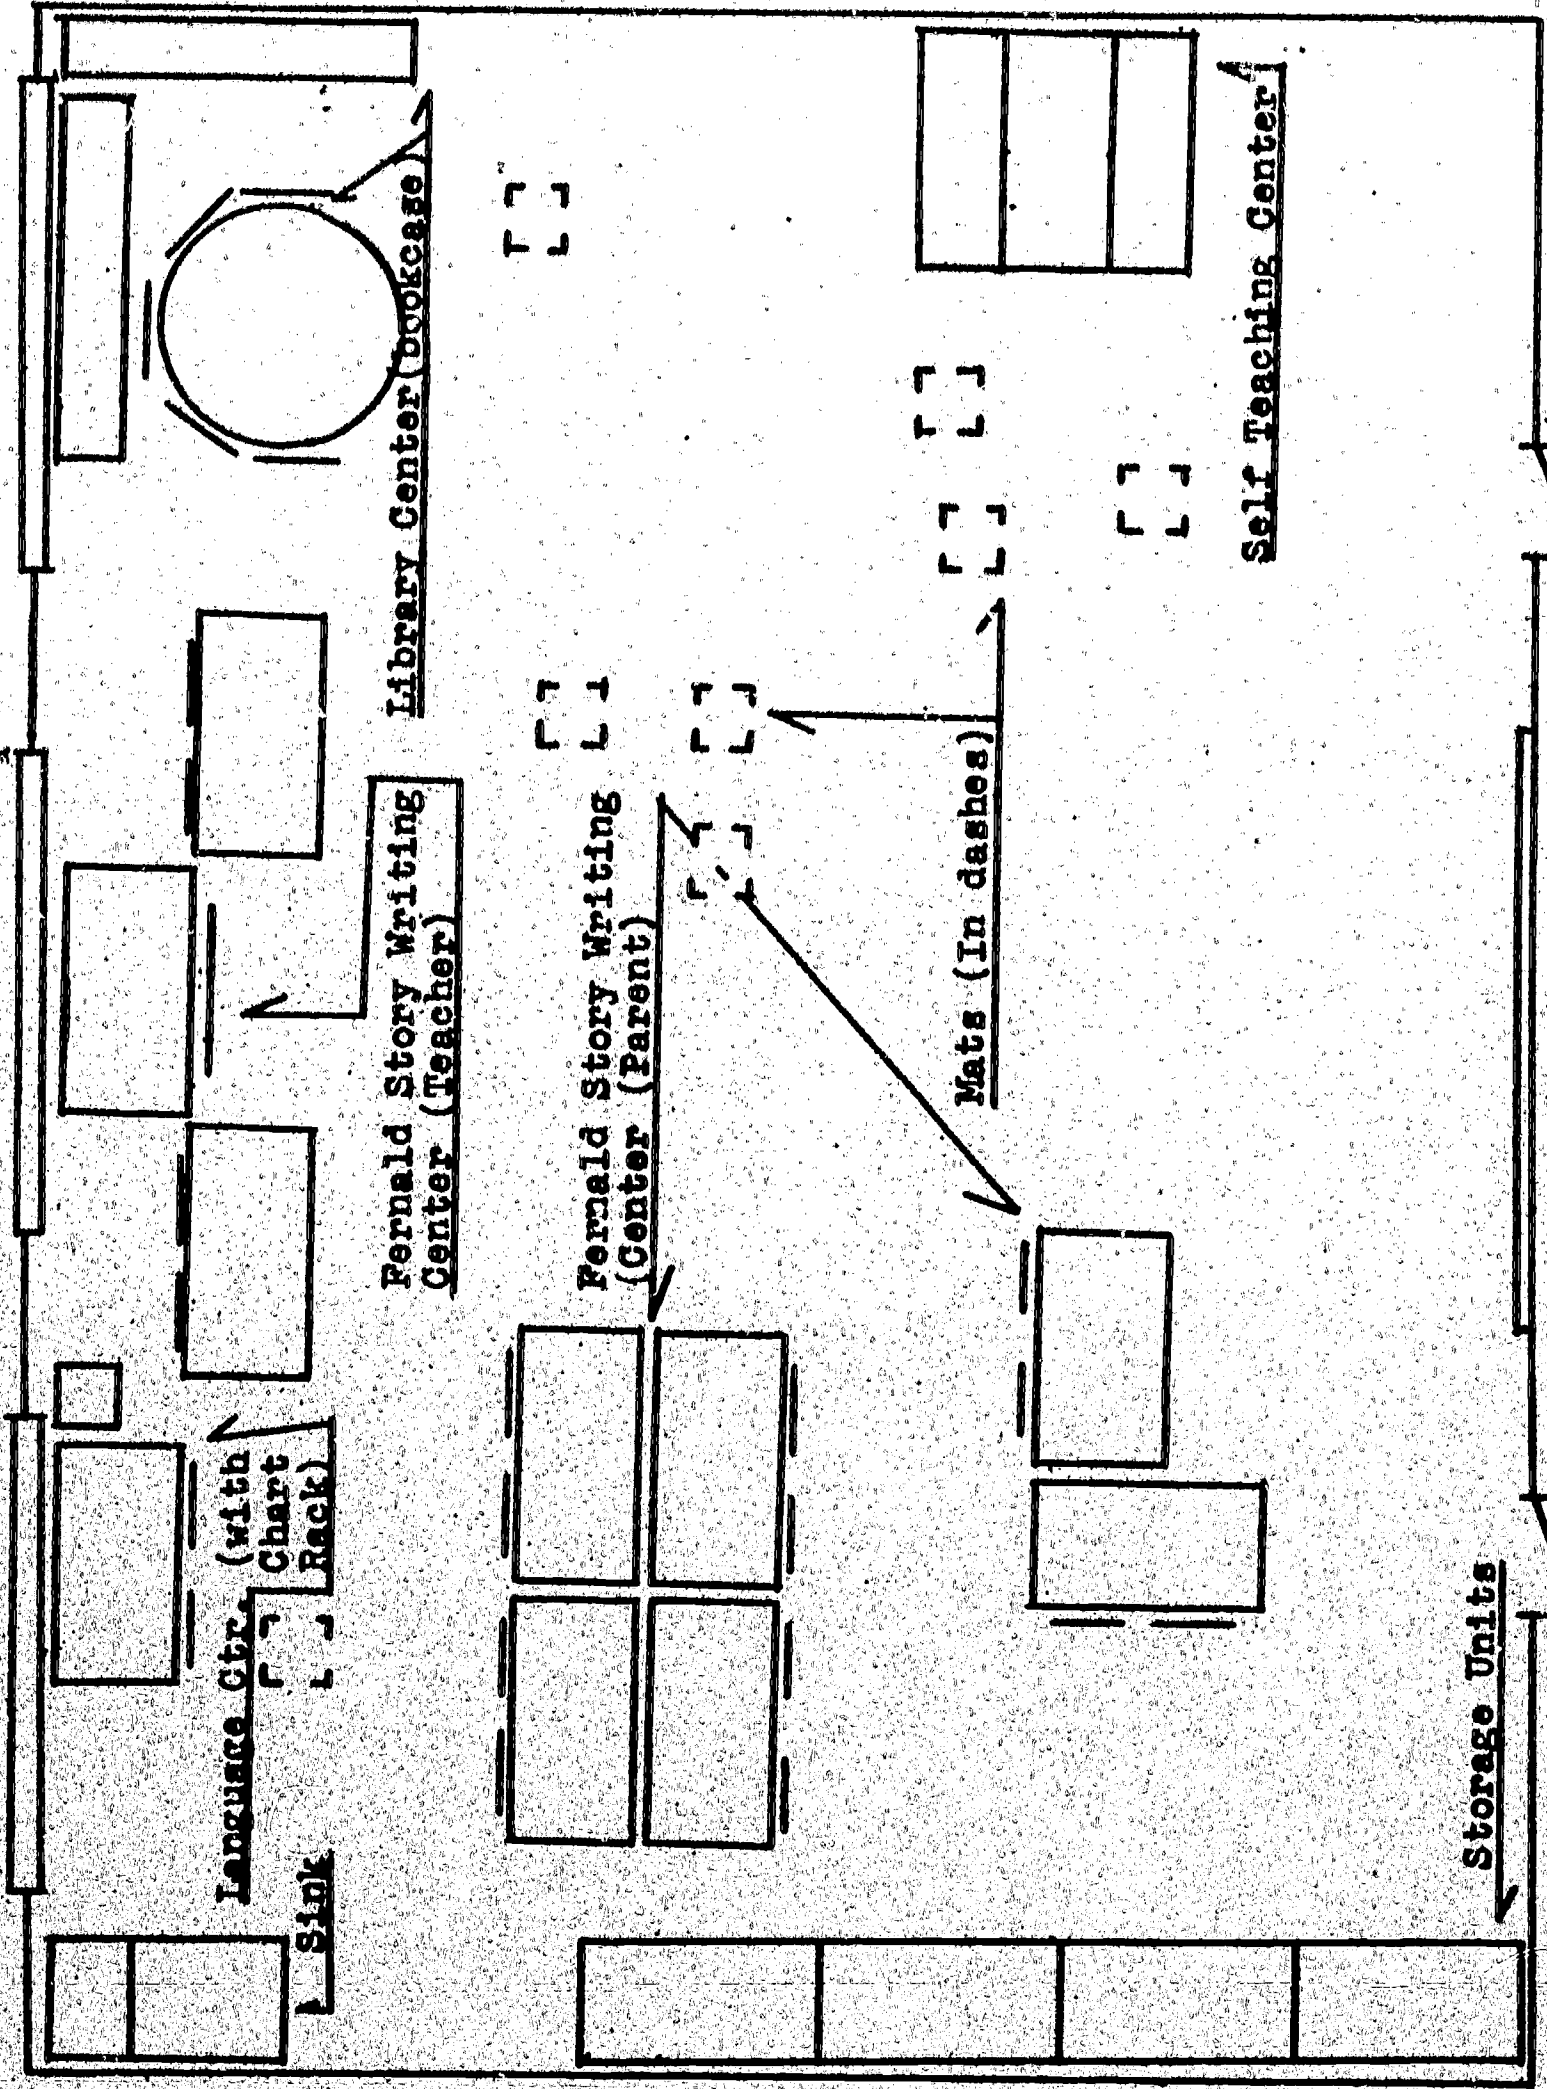 Language Ctr. (with
Chart
Rack)
Sink
Fernald Story Writing
Center (Teacher)
Library Center(bookcase)
Fernald Story Writing
(Center (Parent)
Mats (In dashes)
Self Teaching Center
Storage Units